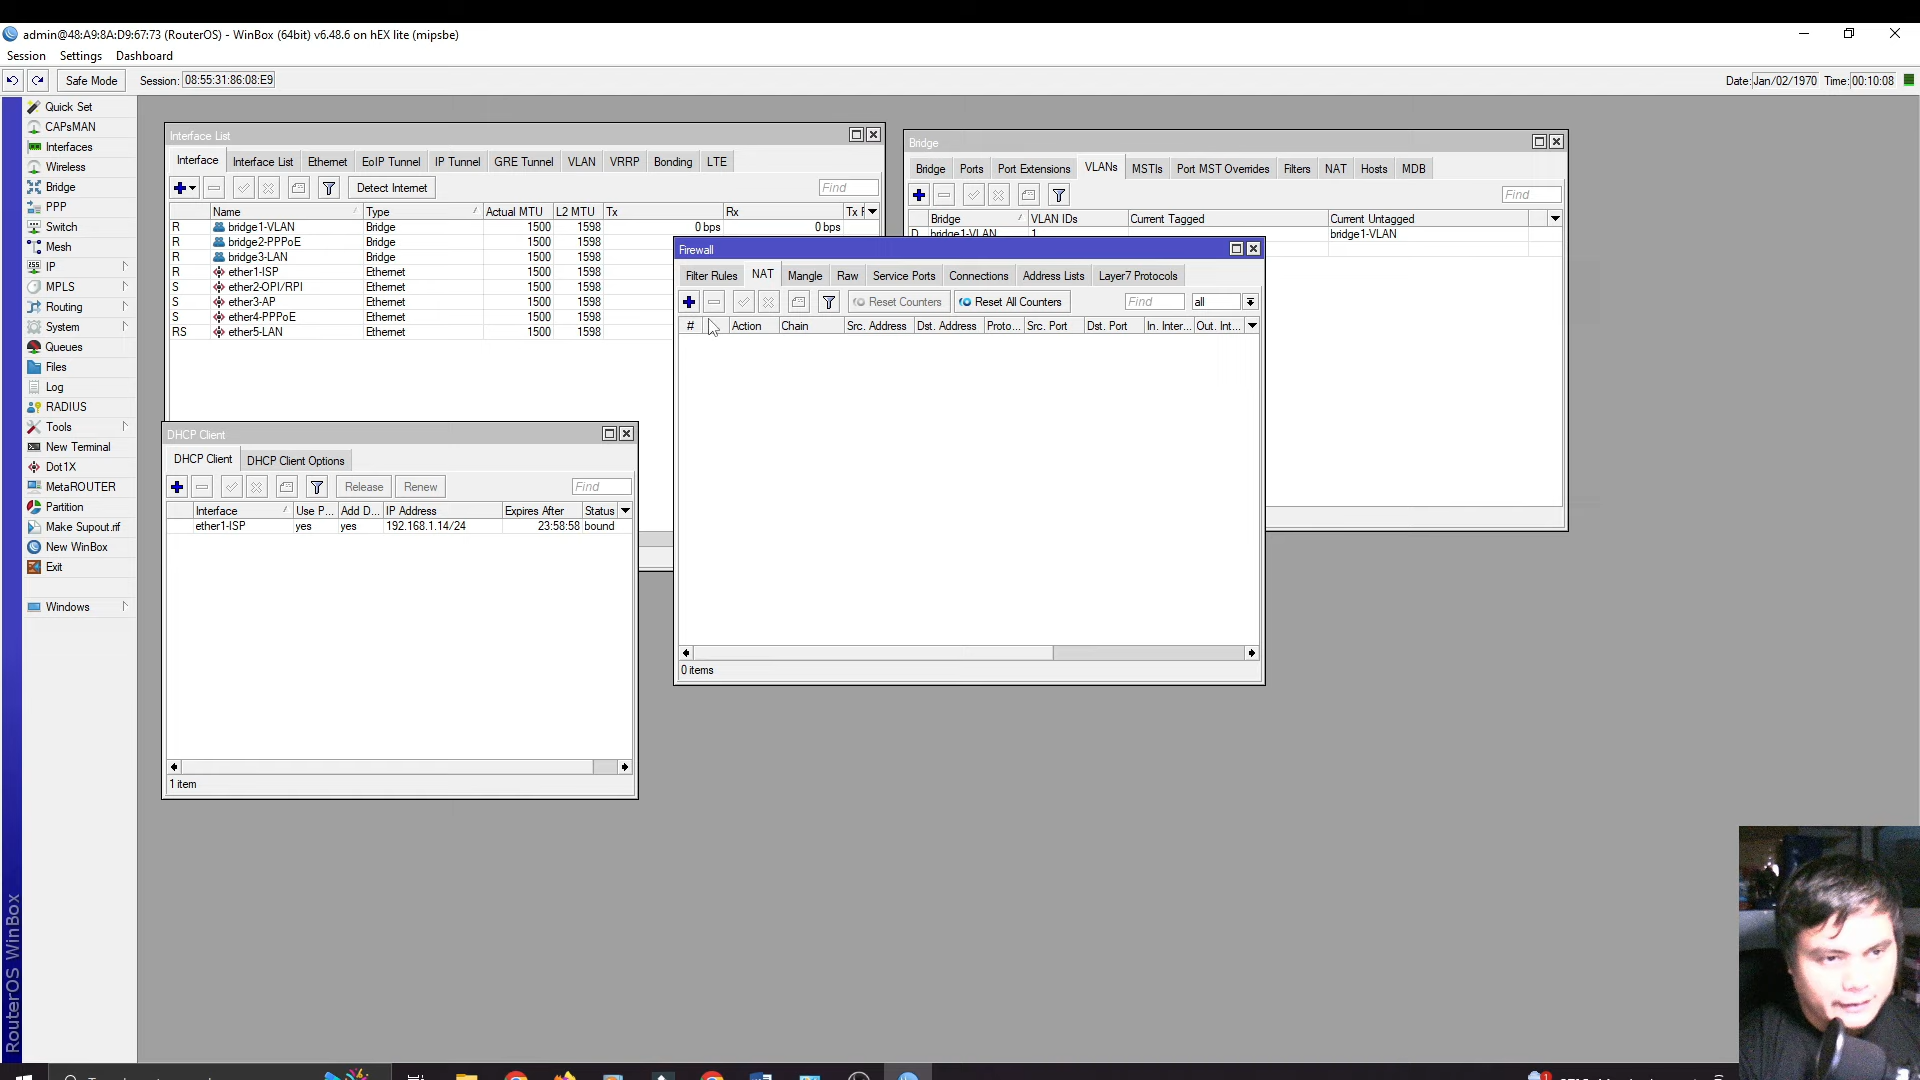 admin@48:A9:8A:D9:67:73 (RouterOS) - WinBox (64bit) v6.48.6 on hEX lite (mipsbe)
Session Settings Dashboard
Safe Mode Session: 08:55:31:86:08:E9 Date: Jan/02/1970 Time: 00:10:08
Quick Set
CAPsMAN
Interfaces
Wireless
Bridge
PPP
Switch
Mesh
IP
MPLS
Routing
System
Queues
Files
Log
RADIUS
Tools
New Terminal
Dot1X
MetaROUTER
Partition
Make Supout.rif
New WinBox
Exit
Windows
RouterOS WinBox
Interface List
Interface Interface List Ethernet EoIP Tunnel IP Tunnel GRE Tunnel VLAN VRRP Bonding LTE
Detect Internet Find
Name Type Actual MTU L2 MTU Tx Rx Tx
R bridge1-VLAN Bridge 1500 1598 0 bps 0 bps
R bridge2-PPPoE Bridge 1500 1598
R bridge3-LAN Bridge 1500 1598
R ether1-ISP Ethernet 1500 1598
S ether2-OPI/RPI Ethernet 1500 1598
S ether3-AP Ethernet 1500 1598
S ether4-PPPoE Ethernet 1500 1598
RS ether5-LAN Ethernet 1500 1598
Bridge
Bridge Ports Port Extensions VLANs MSTIs Port MST Overrides Filters NAT Hosts MDB
Find
Bridge VLAN IDs Current Tagged Current Untagged
D bridge1-VLAN 1 bridge1-VLAN
Firewall
Filter Rules NAT Mangle Raw Service Ports Connections Address Lists Layer7 Protocols
Reset Counters Reset All Counters Find all
# Action Chain Src. Address Dst. Address Proto... Src. Port Dst. Port In. Inter... Out. Int...
0 items
DHCP Client
DHCP Client DHCP Client Options
Release Renew Find
Interface Use P... Add D... IP Address Expires After Status
ether1-ISP yes yes 192.168.1.14/24 23:58:58 bound
1 item